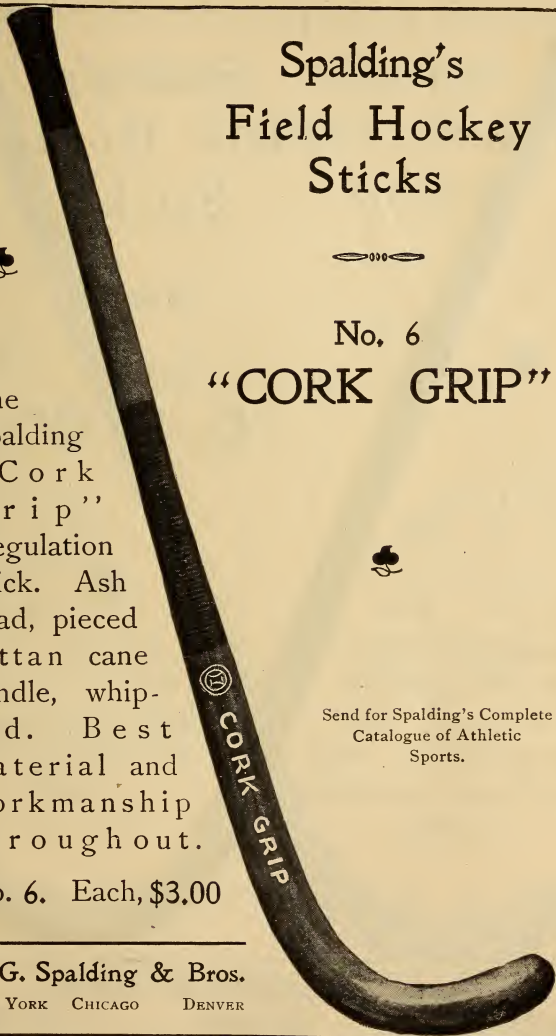 Spalding's
Field Hockey
Sticks
No. 6
“CORK GRIP”
alding
Cork
rip”
egulation
ick. Ash
ad, pieced
ttan cane
ndle, whip-
d. Best
aterial and
orkmanship
roughout.
o. 6. Each, $3.00
CORK GRIP
Send for Spalding's Complete
Catalogue of Athletic
Sports.
G. Spalding & Bros.
YORK CHICAGO DENVER